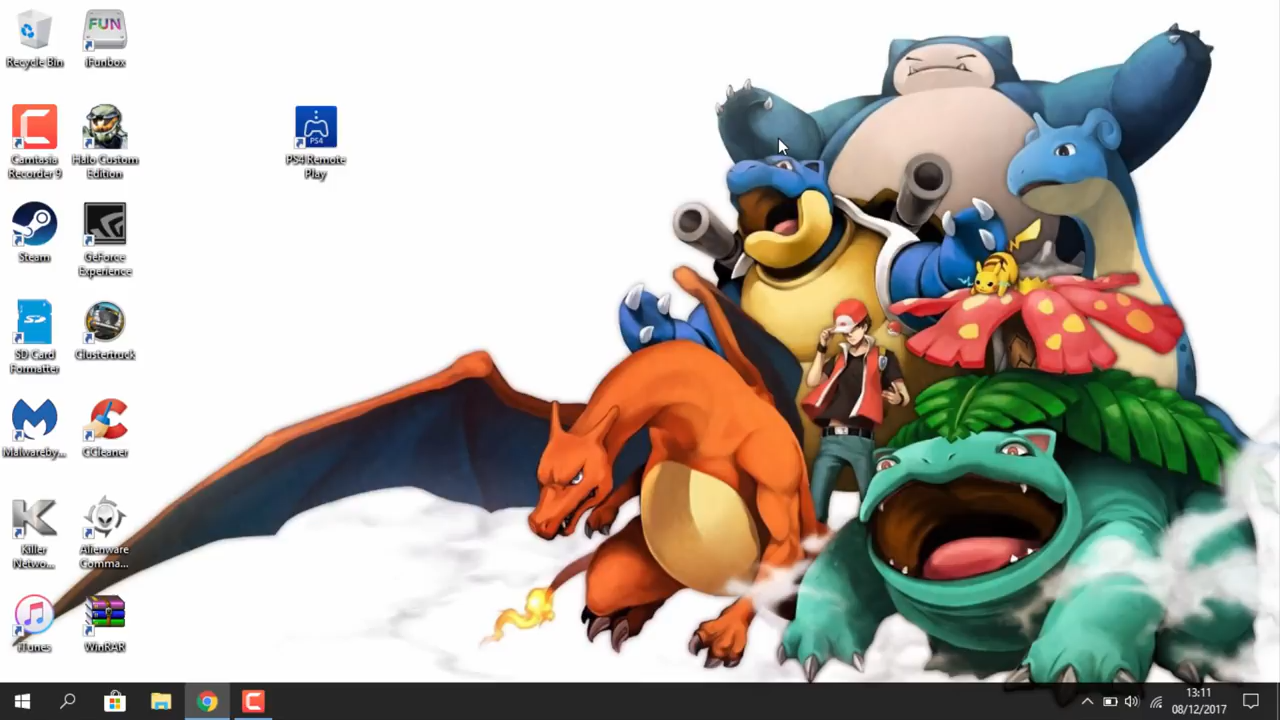 Recycle Bin
FUN
iFunbox
Camtasia
Recorder 9
Halo Custom
Edition
PS4
PS4 Remote
Play
Steam
GeForce
Experience
SD
SD Card
Formatter
Clustertruck
Malwareby...
CCleaner
Killer
Netwo...
Alienware
Comma...
iTunes
WinRAR
13:11
08/12/2017